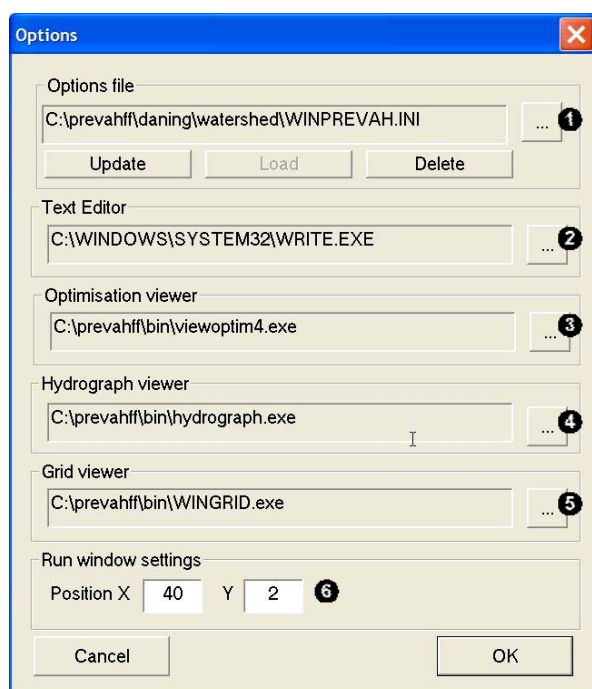 Options
Options file
C:\prevahff\daning\watershed\WINPREVAH.INI ... 1
Update Load Delete
Text Editor
C:\WINDOWS\SYSTEM32\WRITE.EXE ... 2
Optimisation viewer
C:\prevahff\bin\viewoptim4.exe ... 3
Hydrograph viewer
C:\prevahff\bin\hydrograph.exe ... 4
Grid viewer
C:\prevahff\bin\WINGRID.exe ... 5
Run window settings
Position X 40 Y 2 6
Cancel OK